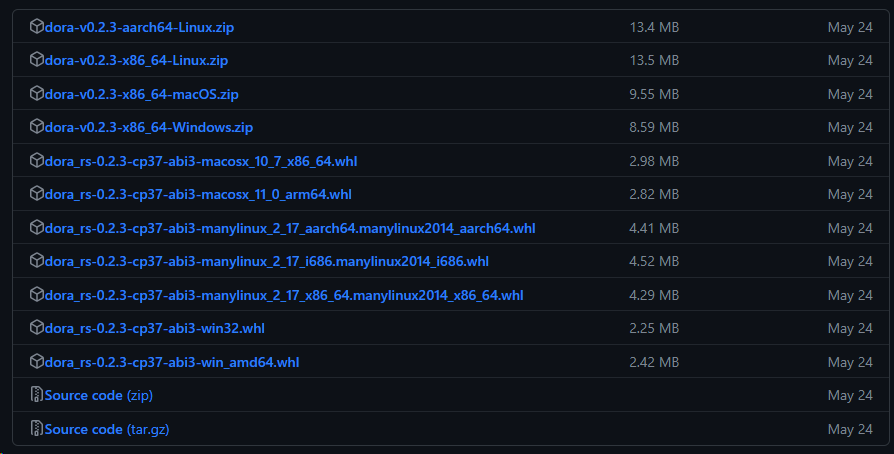 dora-v0.2.3-aarch64-Linux.zip 13.4 MB May 24
dora-v0.2.3-x86_64-Linux.zip 13.5 MB May 24
dora-v0.2.3-x86_64-macOS.zip 9.55 MB May 24
dora-v0.2.3-x86_64-Windows.zip 8.59 MB May 24
dora_rs-0.2.3-cp37-abi3-macosx_10_7_x86_64.whl 2.98 MB May 24
dora_rs-0.2.3-cp37-abi3-macosx_11_0_arm64.whl 2.82 MB May 24
dora_rs-0.2.3-cp37-abi3-manylinux_2_17_aarch64.manylinux2014_aarch64.whl 4.41 MB May 24
dora_rs-0.2.3-cp37-abi3-manylinux_2_17_i686.manylinux2014_i686.whl 4.52 MB May 24
dora_rs-0.2.3-cp37-abi3-manylinux_2_17_x86_64.manylinux2014_x86_64.whl 4.29 MB May 24
dora_rs-0.2.3-cp37-abi3-win32.whl 2.25 MB May 24
dora_rs-0.2.3-cp37-abi3-win_amd64.whl 2.42 MB May 24
Source code (zip) May 24
Source code (tar.gz) May 24